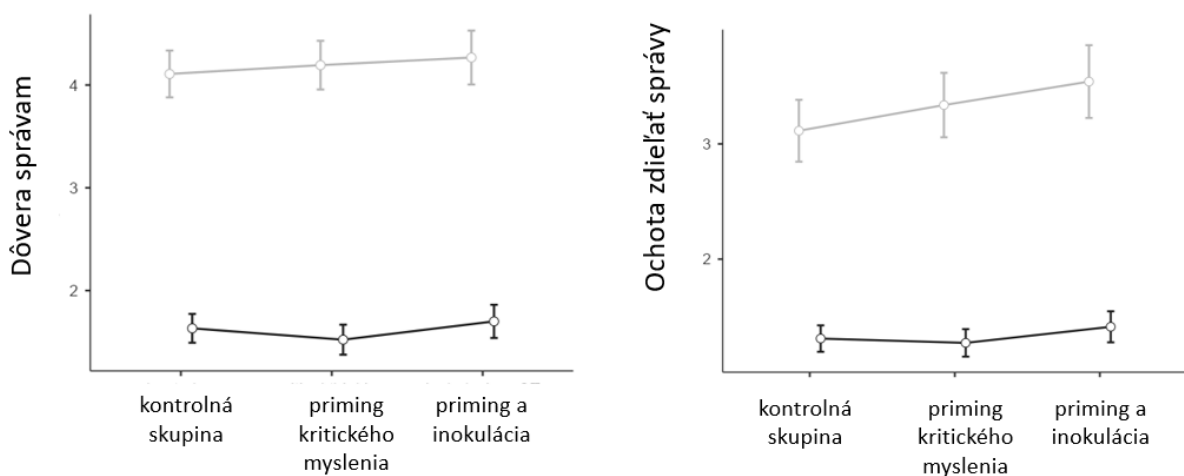 Dôvera správam
4
3
2
kontrolná
skupina
priming
kritického
myslenia
priming a
inokulácia
Ochota zdieľať správy
3
2
kontrolná
skupina
priming
kritického
myslenia
priming a
inokulácia